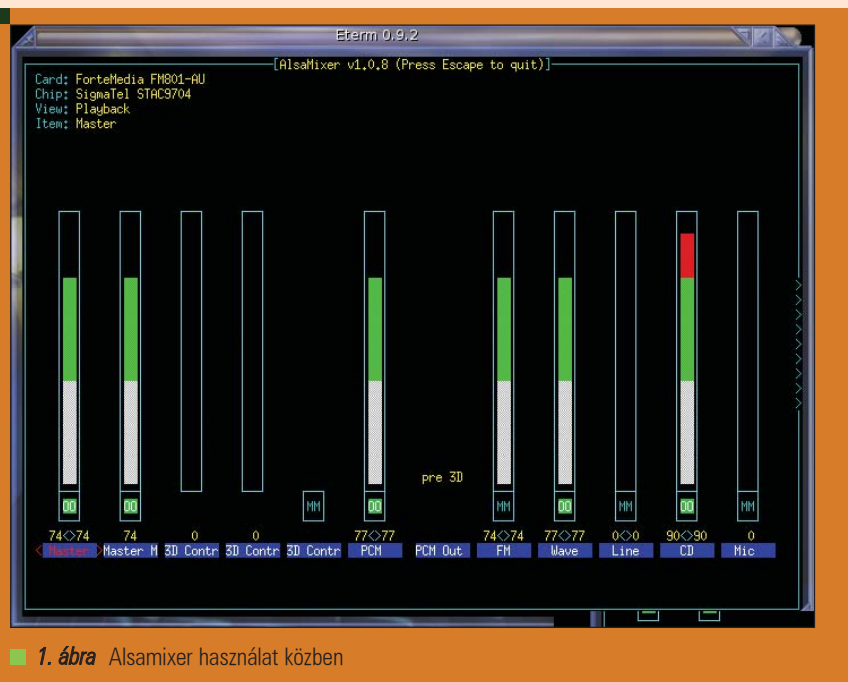 Eterm 0.9.2
[AlsaMixer v1.0.8 (Press Escape to quit)]
Card: ForteMedia FM801-AU
Chip: SigmaTel STAC9704
View: Playback
Item: Master
pre 3D
OO OO MM OO MM OO MM OO MM
74<>74 74 0 0 77<>77 74<>74 77<>77 0<>0 90<>90 0
< Master > Master M 3D Contr 3D Contr 3D Contr PCM PCM Out FM Wave Line CD Mic
1. ábra Alsamixer használat közben